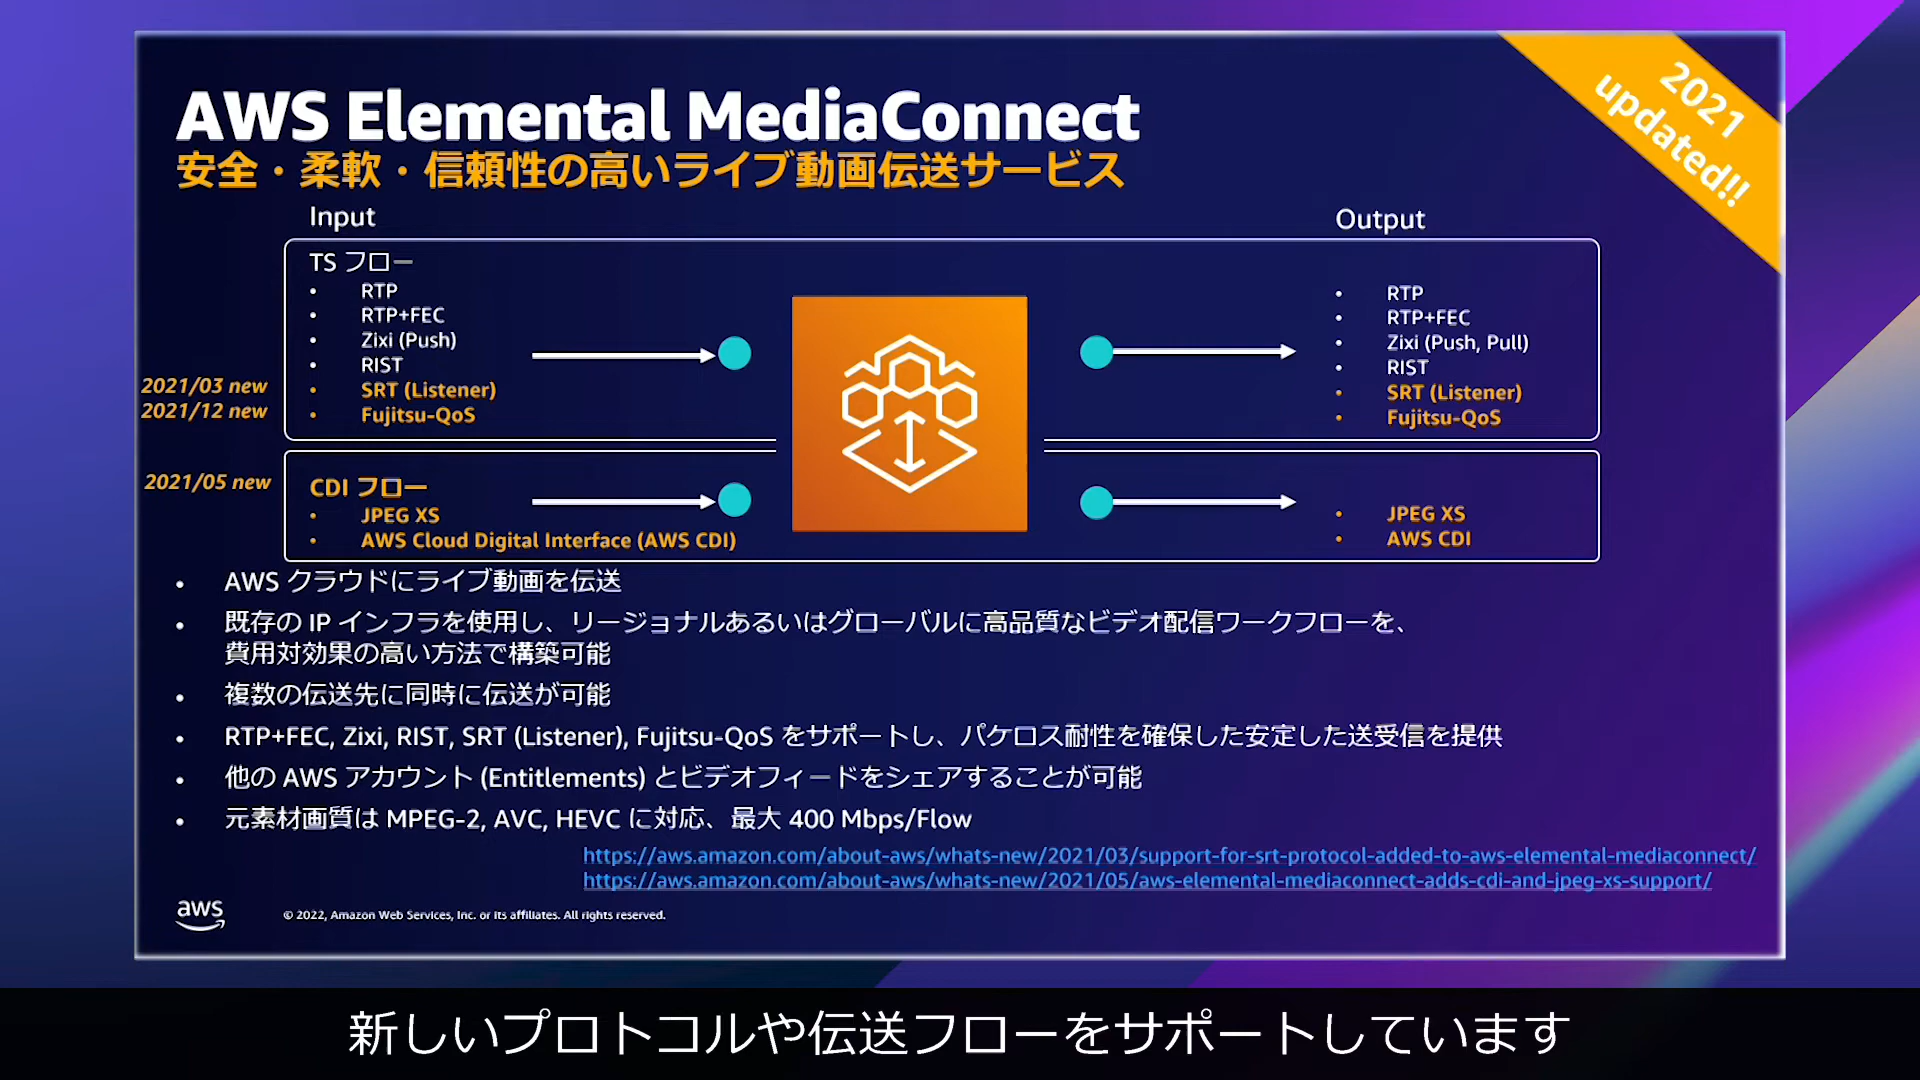 AWS Elemental MediaConnect
安全・柔軟・信頼性の高いライブ動画伝送サービス
2021
updated!!
Input
Output
TS フロー
• RTP
• RTP+FEC
• Zixi (Push)
• RIST
2021/03 new
• SRT (Listener)
2021/12 new
• Fujitsu-QoS
• RTP
• RTP+FEC
• Zixi (Push, Pull)
• RIST
• SRT (Listener)
• Fujitsu-QoS
2021/05 new
CDI フロー
• JPEG XS
• AWS Cloud Digital Interface (AWS CDI)
• JPEG XS
• AWS CDI
• AWS クラウドにライブ動画を伝送
• 既存の IP インフラを使用し、リージョナルあるいはグローバルに高品質なビデオ配信ワークフローを、
費用対効果の高い方法で構築可能
• 複数の伝送先に同時に伝送が可能
• RTP+FEC, Zixi, RIST, SRT (Listener), Fujitsu-QoS をサポートし、パケロス耐性を確保した安定した送受信を提供
• 他の AWS アカウント (Entitlements) とビデオフィードをシェアすることが可能
• 元素材画質は MPEG-2, AVC, HEVC に対応、最大 400 Mbps/Flow
https://aws.amazon.com/about-aws/whats-new/2021/03/support-for-srt-protocol-added-to-aws-elemental-mediaconnect/
https://aws.amazon.com/about-aws/whats-new/2021/05/aws-elemental-mediaconnect-adds-cdi-and-jpeg-xs-support/
aws
© 2022, Amazon Web Services, Inc. or its affiliates. All rights reserved.
新しいプロトコルや伝送フローをサポートしています